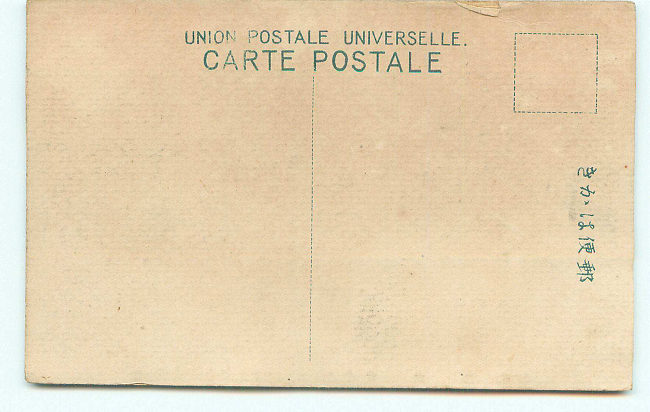 UNION POSTALE UNIVERSELLE.
CARTE POSTALE
きかは便郵